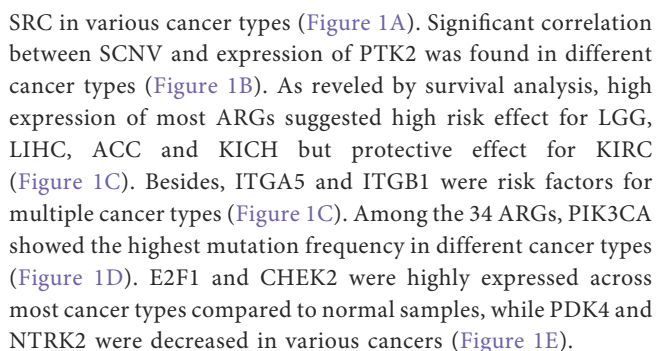 SRC in various cancer types (Figure 1A). Significant correlation
between SCNV and expression of PTK2 was found in different
cancer types (Figure 1B). As reveled by survival analysis, high
expression of most ARGs suggested high risk effect for LGG,
LIHC, ACC and KICH but protective effect for KIRC
(Figure 1C). Besides, ITGA5 and ITGB1 were risk factors for
multiple cancer types (Figure 1C). Among the 34 ARGs, PIK3CA
showed the highest mutation frequency in different cancer types
(Figure 1D). E2F1 and CHEK2 were highly expressed across
most cancer types compared to normal samples, while PDK4 and
NTRK2 were decreased in various cancers (Figure 1E).